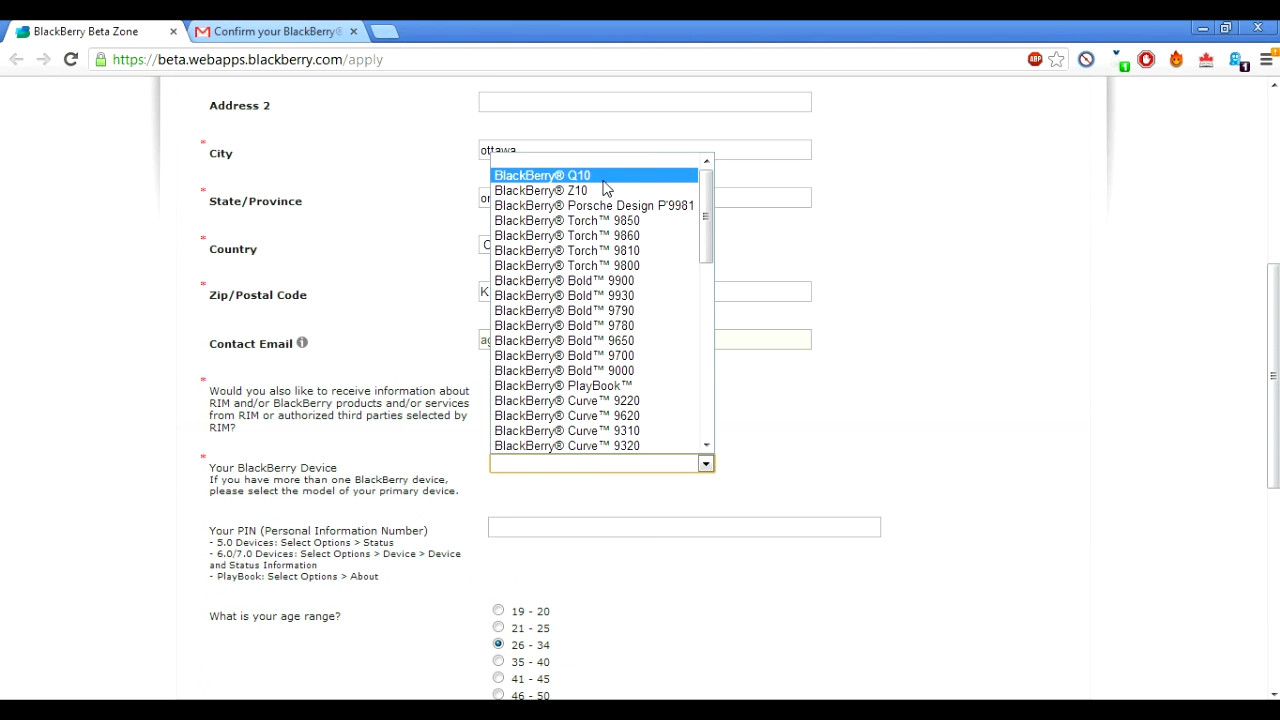 BlackBerry Beta Zone
Confirm your BlackBerry®
https://beta.webapps.blackberry.com/apply
ABP
1
1
Address 2
* City
ottawa
* State/Province
* Country
* Zip/Postal Code
Contact Email
* Would you also like to receive information about
RIM and/or BlackBerry products and/or services
from RIM or authorized third parties selected by
RIM?
BlackBerry® Q10
BlackBerry® Z10
BlackBerry® Porsche Design P'9981
BlackBerry® Torch™ 9850
BlackBerry® Torch™ 9860
BlackBerry® Torch™ 9810
BlackBerry® Torch™ 9800
BlackBerry® Bold™ 9900
BlackBerry® Bold™ 9930
BlackBerry® Bold™ 9790
BlackBerry® Bold™ 9780
BlackBerry® Bold™ 9650
BlackBerry® Bold™ 9700
BlackBerry® Bold™ 9000
BlackBerry® PlayBook™
BlackBerry® Curve™ 9220
BlackBerry® Curve™ 9620
BlackBerry® Curve™ 9310
BlackBerry® Curve™ 9320
* Your BlackBerry Device
If you have more than one BlackBerry device,
please select the model of your primary device.
Your PIN (Personal Information Number)
- 5.0 Devices: Select Options > Status
- 6.0/7.0 Devices: Select Options > Device > Device
and Status Information
- PlayBook: Select Options > About
What is your age range?
19 - 20
21 - 25
26 - 34
35 - 40
41 - 45
46 - 50